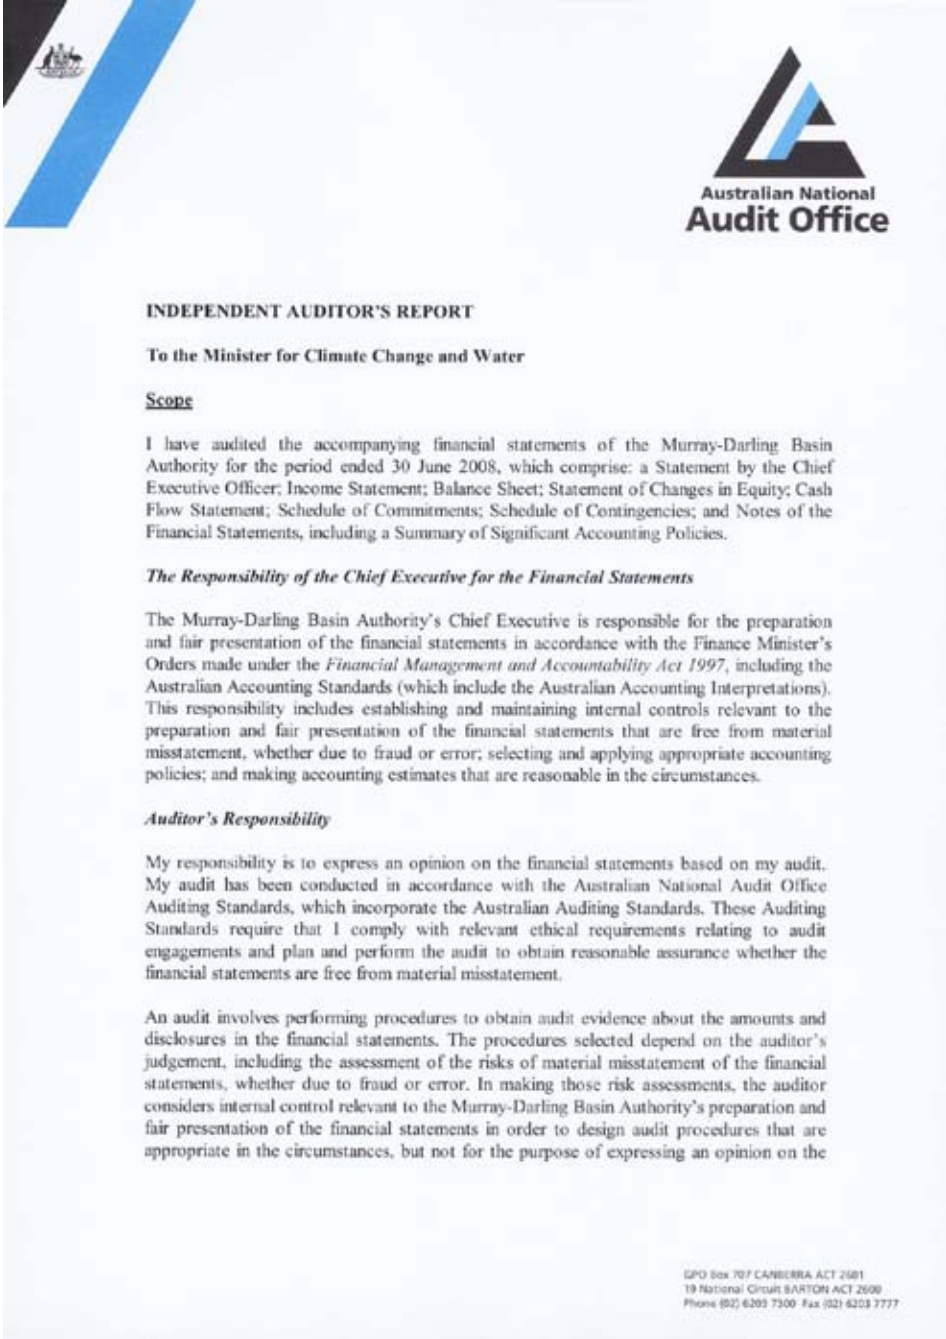 Australian National
Audit Office
INDEPENDENT AUDITOR'S REPORT
To the Minister for Climate Change and Water
Scope
I have audited the accompanying financial statements of the Murray-Darling Basin
Authority for the period ended 30 June 2008, which comprise: a Statement by the Chief
Executive Officer; Income Statement; Balance Sheet; Statement of Changes in Equity; Cash
Flow Statement; Schedule of Commitments; Schedule of Contingencies; and Notes of the
Financial Statements, including a Summary of Significant Accounting Policies.
The Responsibility of the Chief Executive for the Financial Statements
The Murray-Darling Basin Authority's Chief Executive is responsible for the preparation
and fair presentation of the financial statements in accordance with the Finance Minister's
Orders made under the Financial Management and Accountability Act 1997, including the
Australian Accounting Standards (which include the Australian Accounting Interpretations).
This responsibility includes establishing and maintaining internal controls relevant to the
preparation and fair presentation of the financial statements that are free from material
misstatement, whether due to fraud or error; selecting and applying appropriate accounting
policies; and making accounting estimates that are reasonable in the circumstances.
Auditor's Responsibility
My responsibility is to express an opinion on the financial statements based on my audit.
My audit has been conducted in accordance with the Australian National Audit Office
Auditing Standards, which incorporate the Australian Auditing Standards. These Auditing
Standards require that I comply with relevant ethical requirements relating to audit
engagements and plan and perform the audit to obtain reasonable assurance whether the
financial statements are free from material misstatement.
An audit involves performing procedures to obtain audit evidence about the amounts and
disclosures in the financial statements. The procedures selected depend on the auditor's
judgement, including the assessment of the risks of material misstatement of the financial
statements, whether due to fraud or error. In making those risk assessments, the auditor
considers internal control relevant to the Murray-Darling Basin Authority's preparation and
fair presentation of the financial statements in order to design audit procedures that are
appropriate in the circumstances, but not for the purpose of expressing an opinion on the
GPO Box 707 CANBERRA ACT 2601
19 National Circuit BARTON ACT 2600
Phone (02) 6203 7300 Fax (02) 6203 7777